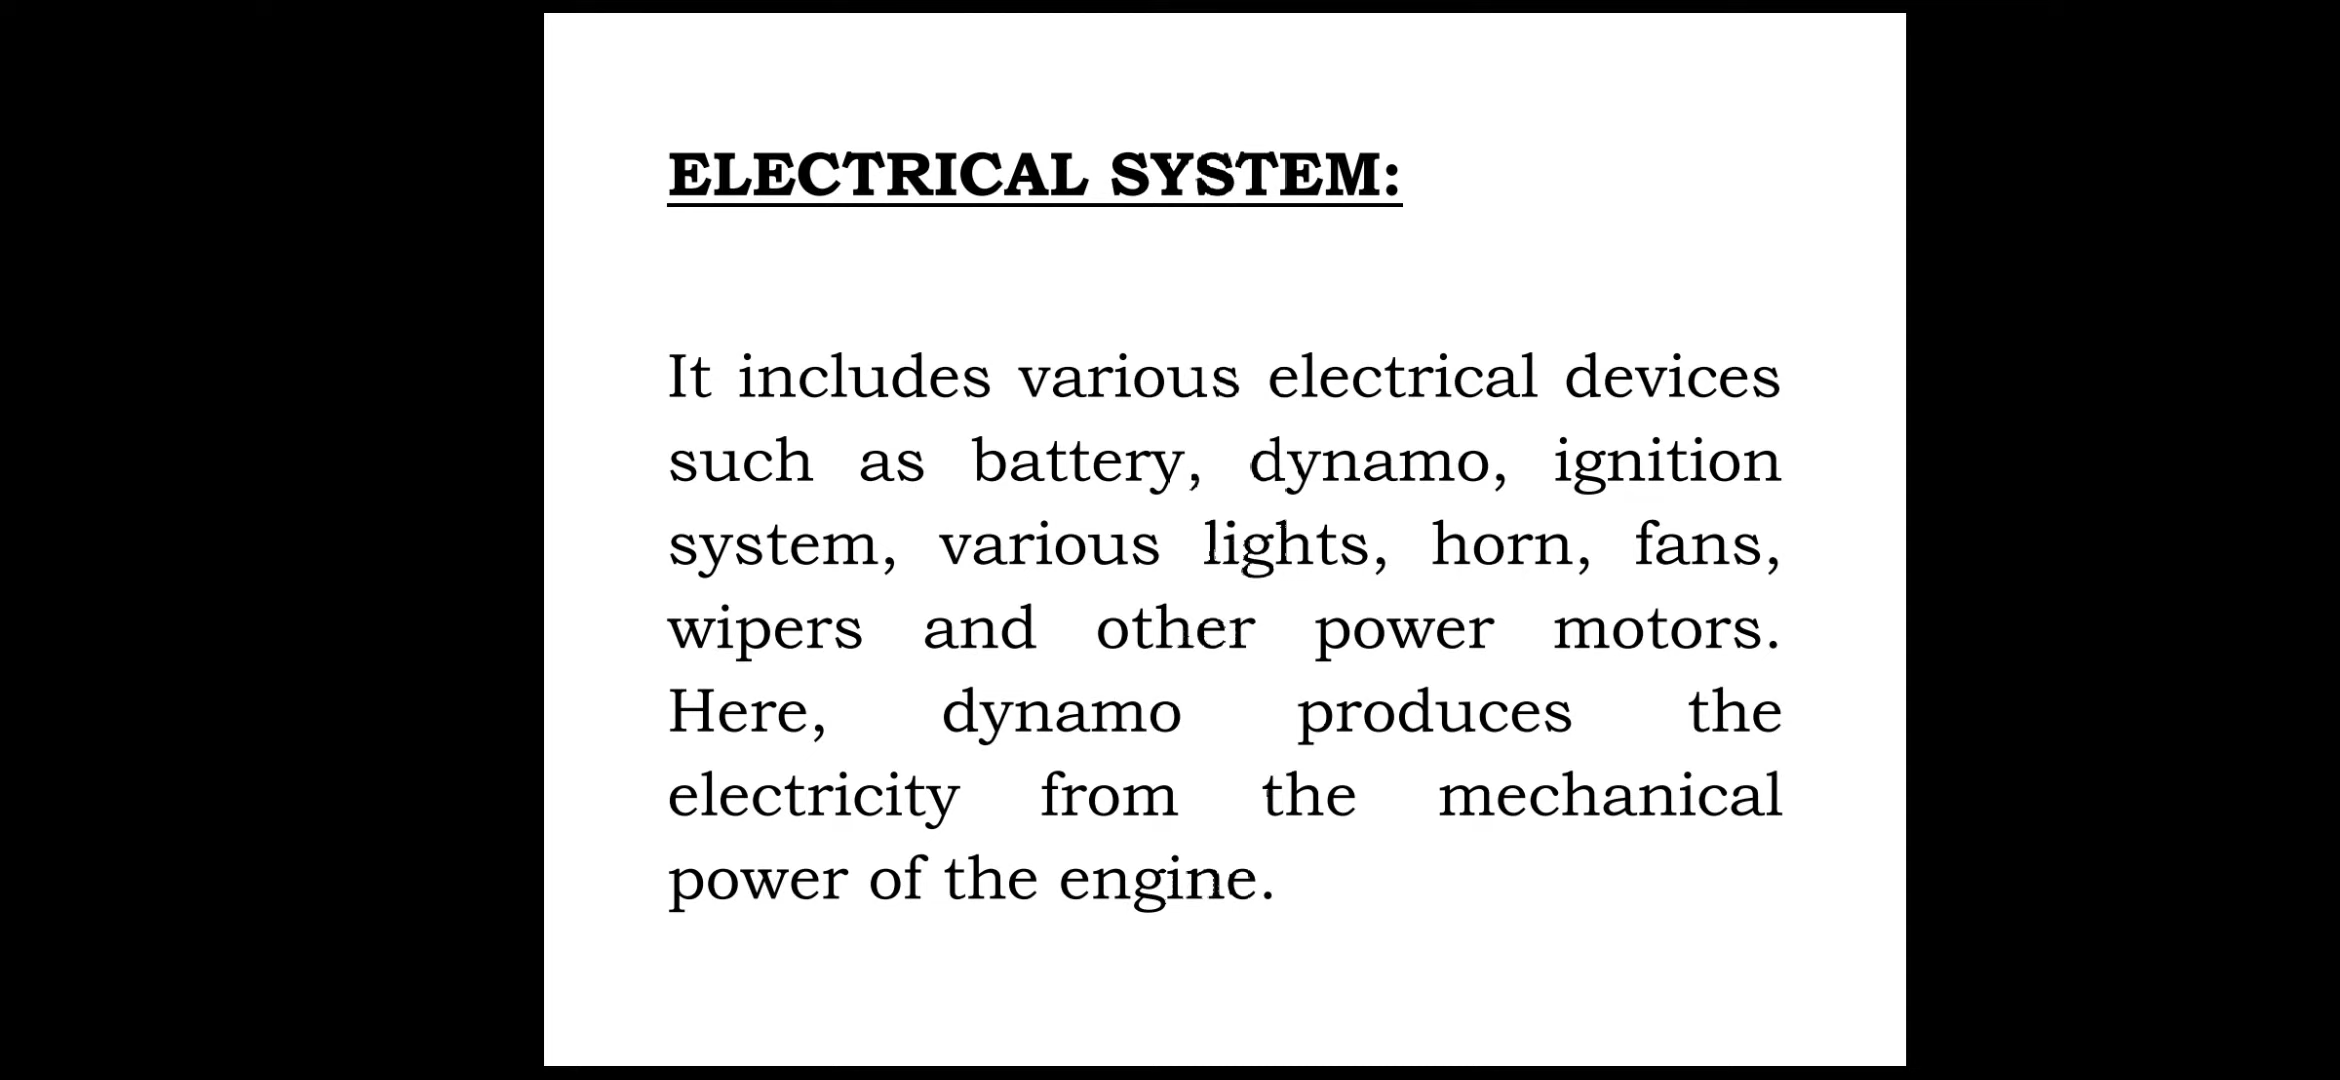 ELECTRICAL SYSTEM:
It includes various electrical devices
such as battery, dynamo, ignition
system, various lights, horn, fans,
wipers and other power motors.
Here, dynamo produces the
electricity from the mechanical
power of the engine.